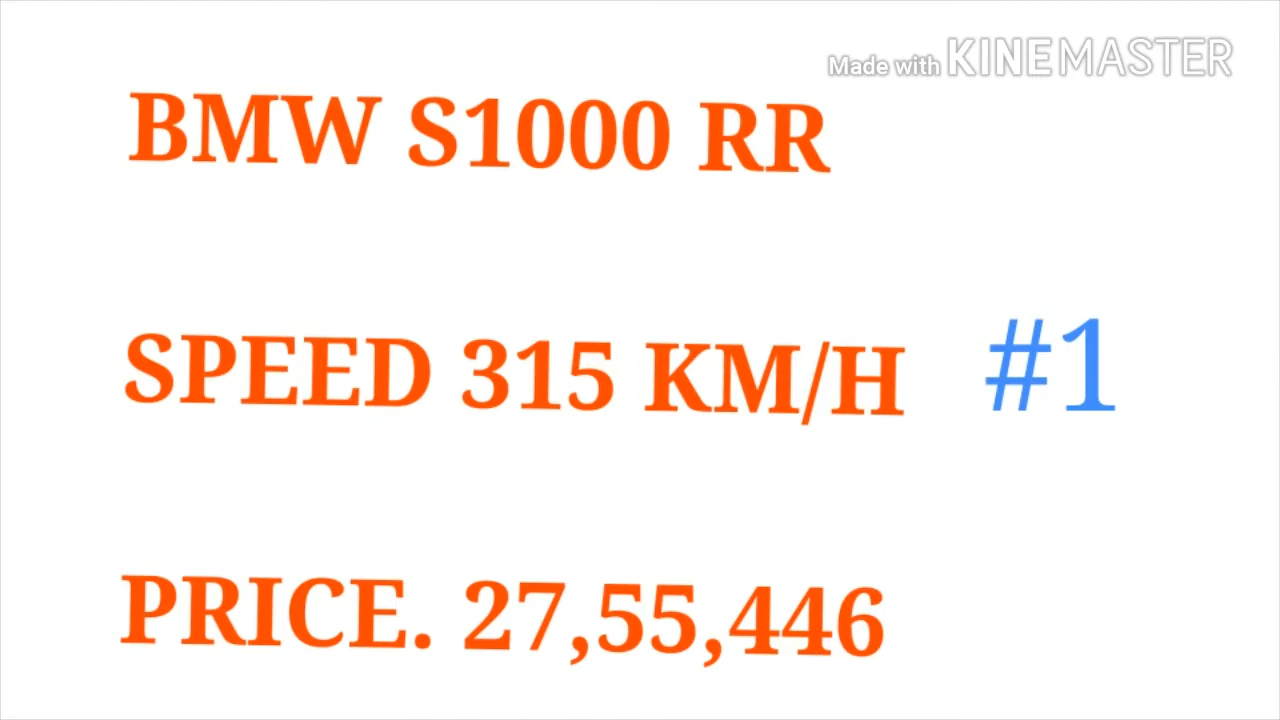 Made with KINEMASTER
BMW S1000 RR
SPEED 315 KM/H #1
PRICE. 27,55,446